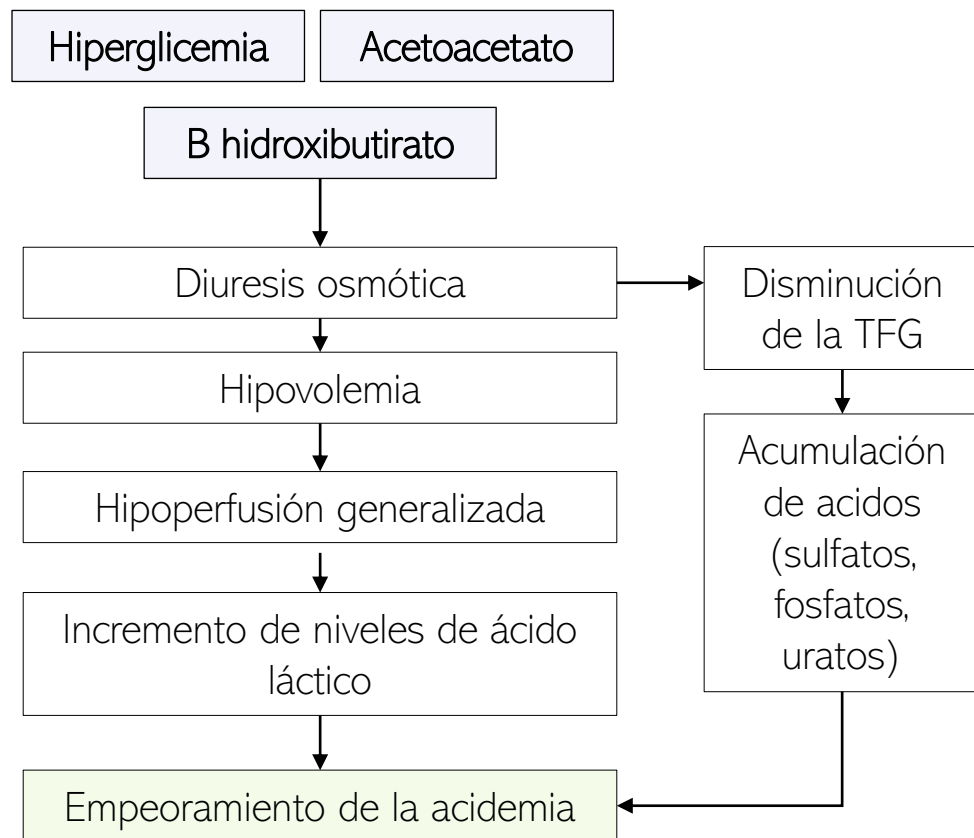 Hiperglicemia
Acetoacetato
B hidroxibutirato
Diuresis osmótica
Disminución
de la TFG
Hipovolemia
Hipoperfusión generalizada
Acumulación
de acidos
(sulfatos,
fosfatos,
uratos)
Incremento de niveles de ácido
láctico
Empeoramiento de la acidemia